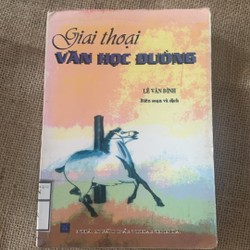 Giai thoại
VĂN HỌC ĐƯỜNG
LÊ VĂN ĐÌNH
Biên soạn và dịch